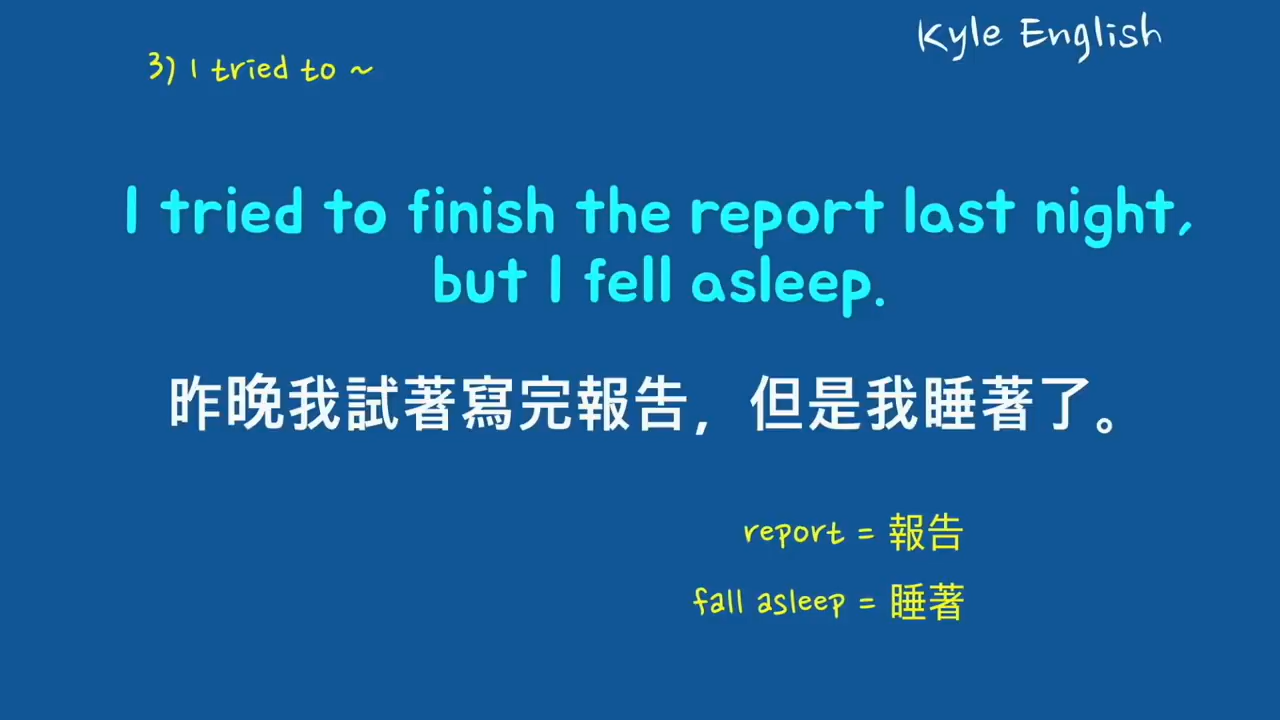 Kyle English
3) I tried to ~
I tried to finish the report last night,
but I fell asleep.
昨晚我試著寫完報告，但是我睡著了。
report = 報告
fall asleep = 睡著